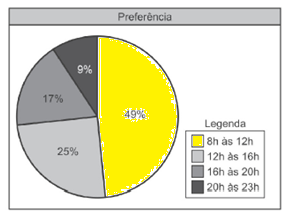 Preferência
9%
49%
17%
25%
Legenda
8h às 12h
12h às 16h
16h às 20h
20h às 23h